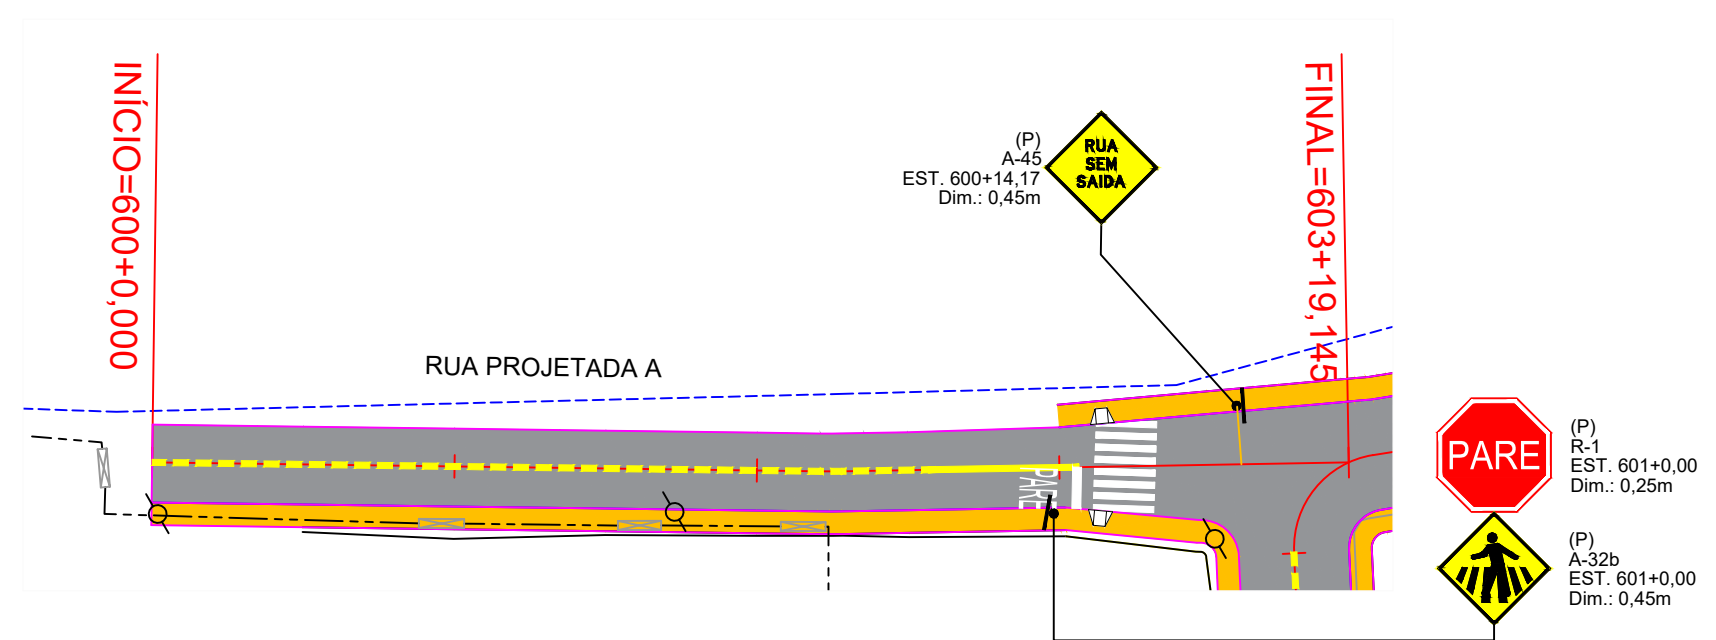 INÍCIO=600+0,000
(P)
A-45
EST. 600+14,17
Dim.: 0,45m
RUA
SEM
SAIDA
FINAL=603+19,145
RUA PROJETADA A
PARE
PARE
(P)
R-1
EST. 601+0,00
Dim.: 0,25m
(P)
A-32b
EST. 601+0,00
Dim.: 0,45m